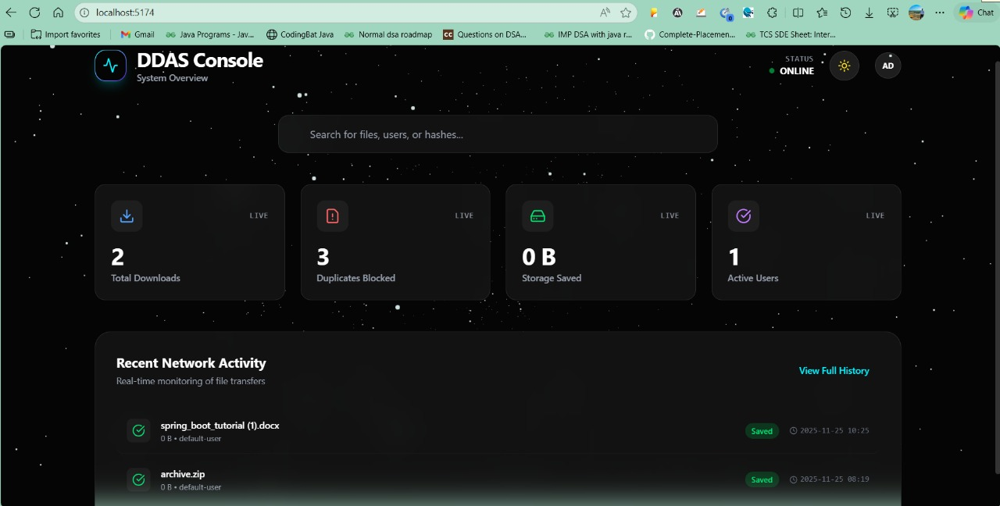 localhost:5174
Chat
Import favorites
Gmail
Java Programs - Jav...
CodingBat Java
Normal dsa roadmap
CC
Questions on DSA...
IMP DSA with java r...
Complete-Placemen...
TCS SDE Sheet: Inter...
DDAS Console
System Overview
STATUS
ONLINE
AD
Search for files, users, or hashes...
LIVE
2
Total Downloads
LIVE
3
Duplicates Blocked
LIVE
0 B
Storage Saved
LIVE
1
Active Users
Recent Network Activity
Real-time monitoring of file transfers
View Full History
spring_boot_tutorial (1).docx
0 B • default-user
Saved
2025-11-25 10:25
archive.zip
0 B • default-user
Saved
2025-11-25 08:19